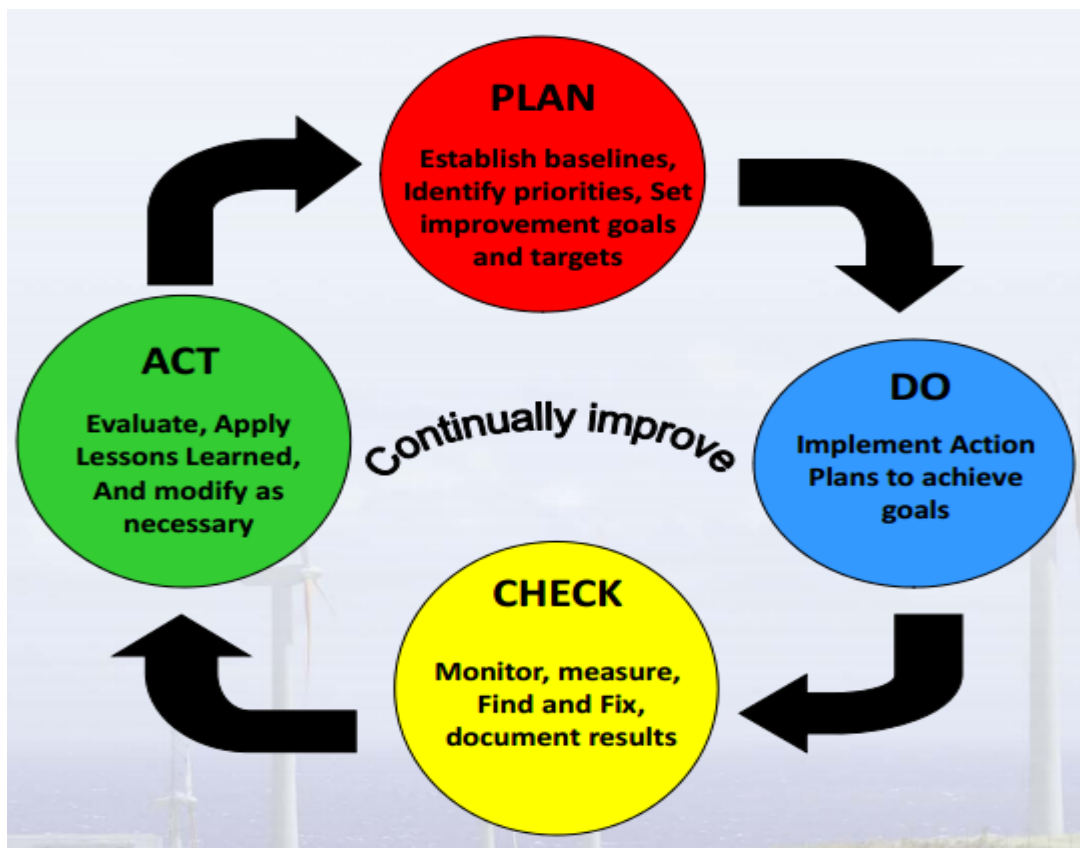 PLAN
Establish baselines,
Identify priorities, Set
improvement goals
and targets
DO
Implement Action
Plans to achieve
goals
CHECK
Monitor, measure,
Find and Fix,
document results
ACT
Evaluate, Apply
Lessons Learned,
And modify as
necessary
Continually improve